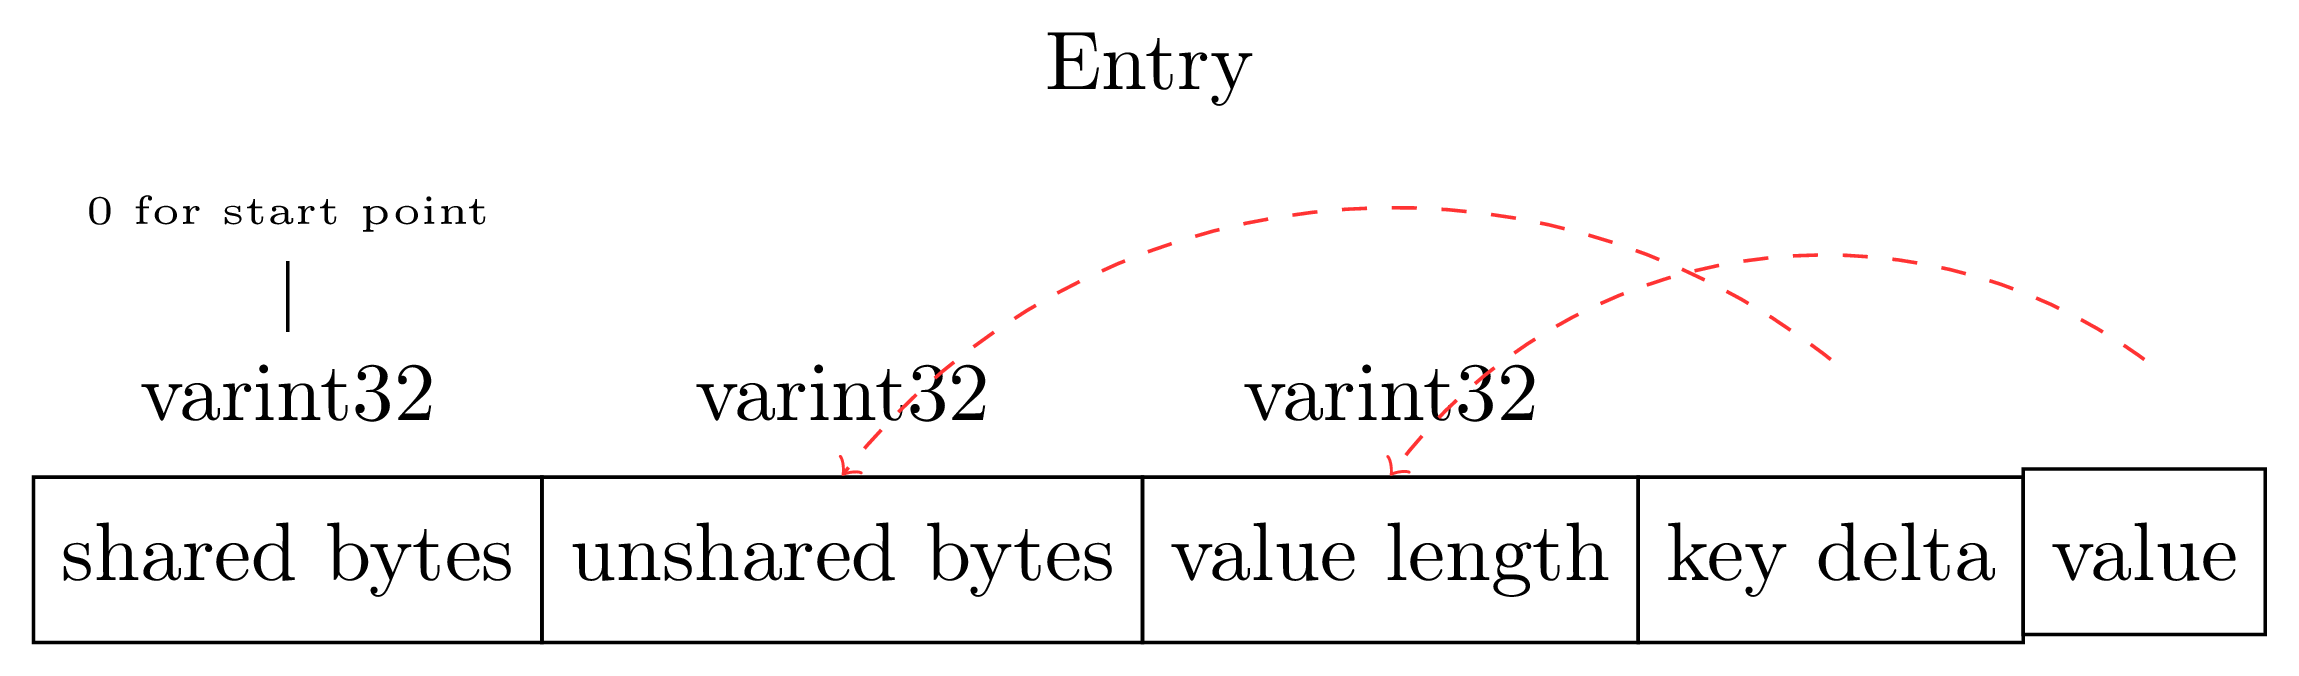 Entry
0 for start point
varint32 varint32 varint32
shared bytes unshared bytes value length key delta value